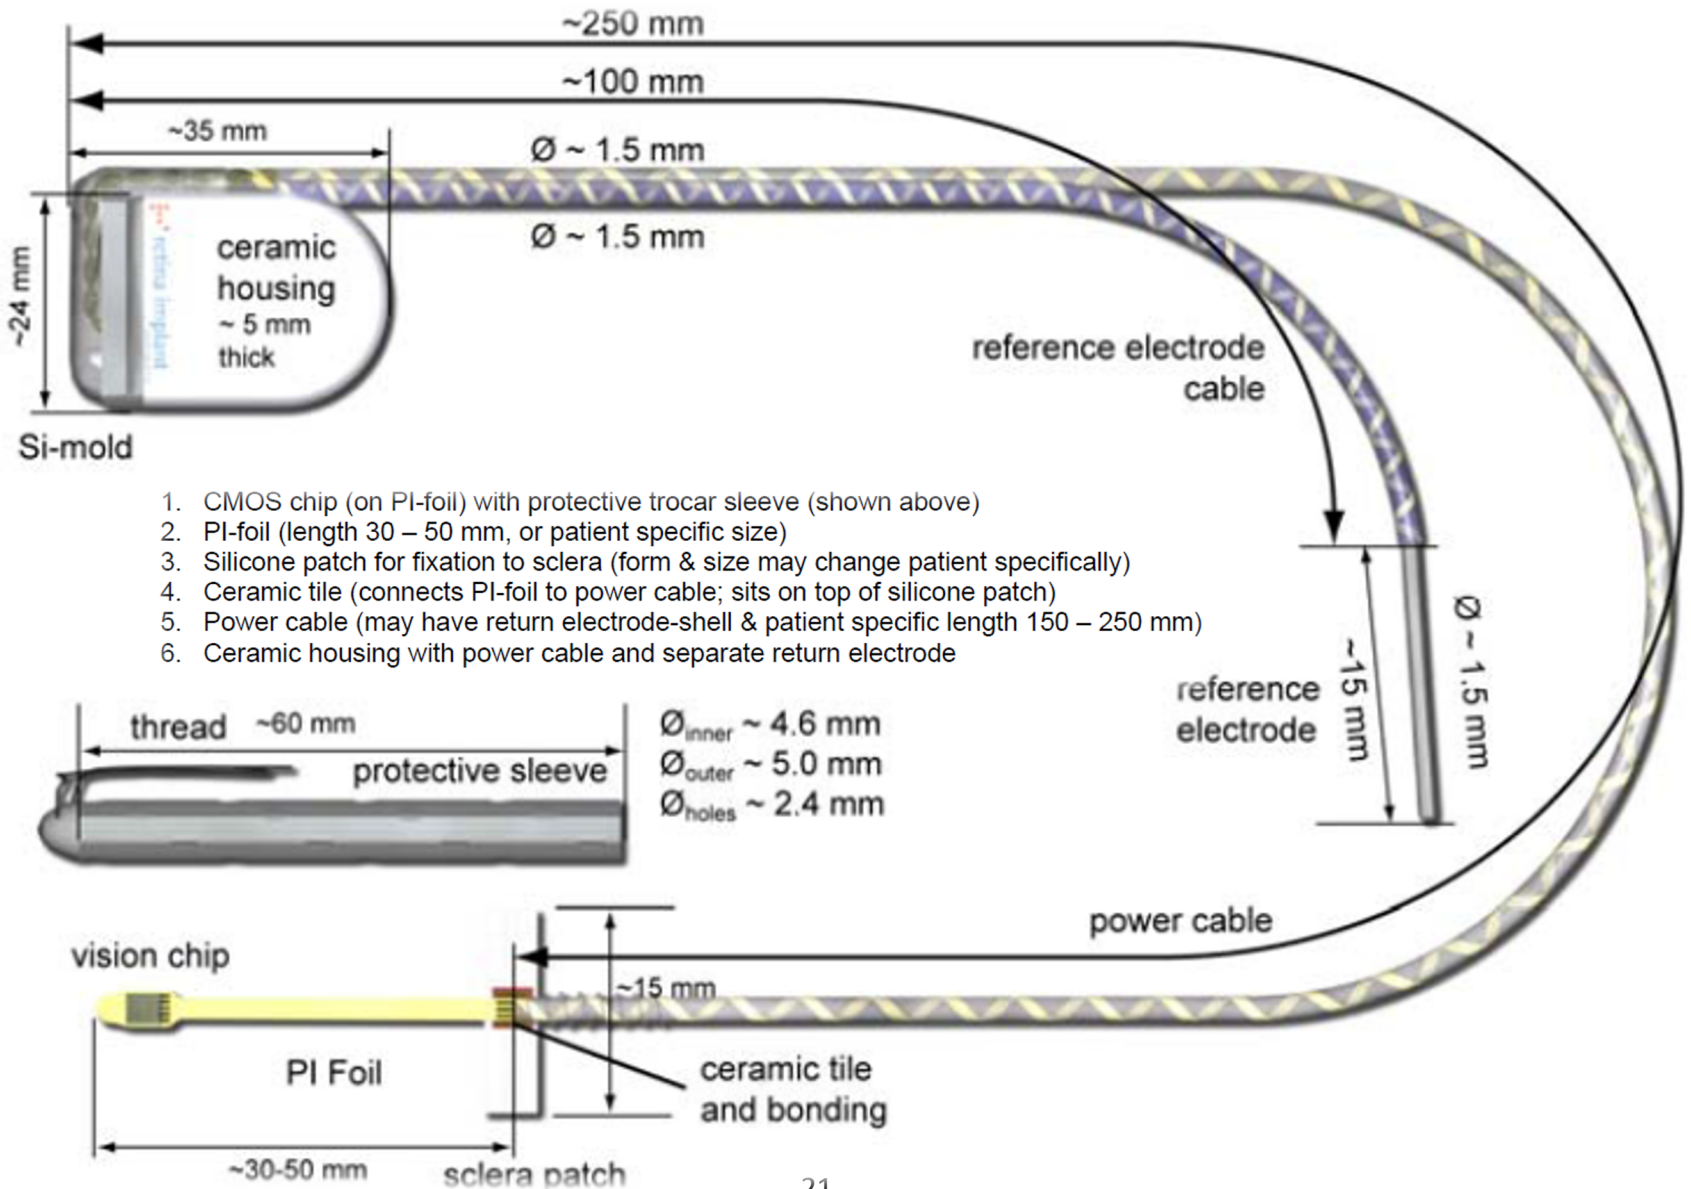 ~250 mm
~100 mm
~35 mm
Ø ~ 1.5 mm
Ø ~ 1.5 mm
~24 mm
retina implant
ceramic
housing
~ 5 mm
thick
Si-mold
reference electrode
cable
1. CMOS chip (on PI-foil) with protective trocar sleeve (shown above)
2. PI-foil (length 30 – 50 mm, or patient specific size)
3. Silicone patch for fixation to sclera (form & size may change patient specifically)
4. Ceramic tile (connects PI-foil to power cable; sits on top of silicone patch)
5. Power cable (may have return electrode-shell & patient specific length 150 – 250 mm)
6. Ceramic housing with power cable and separate return electrode
reference
electrode
~15 mm
Ø ~ 1.5 mm
thread ~60 mm
protective sleeve
Øinner ~ 4.6 mm
Øouter ~ 5.0 mm
Øholes ~ 2.4 mm
power cable
vision chip
~15 mm
PI Foil
ceramic tile
and bonding
~30-50 mm
sclera patch
21